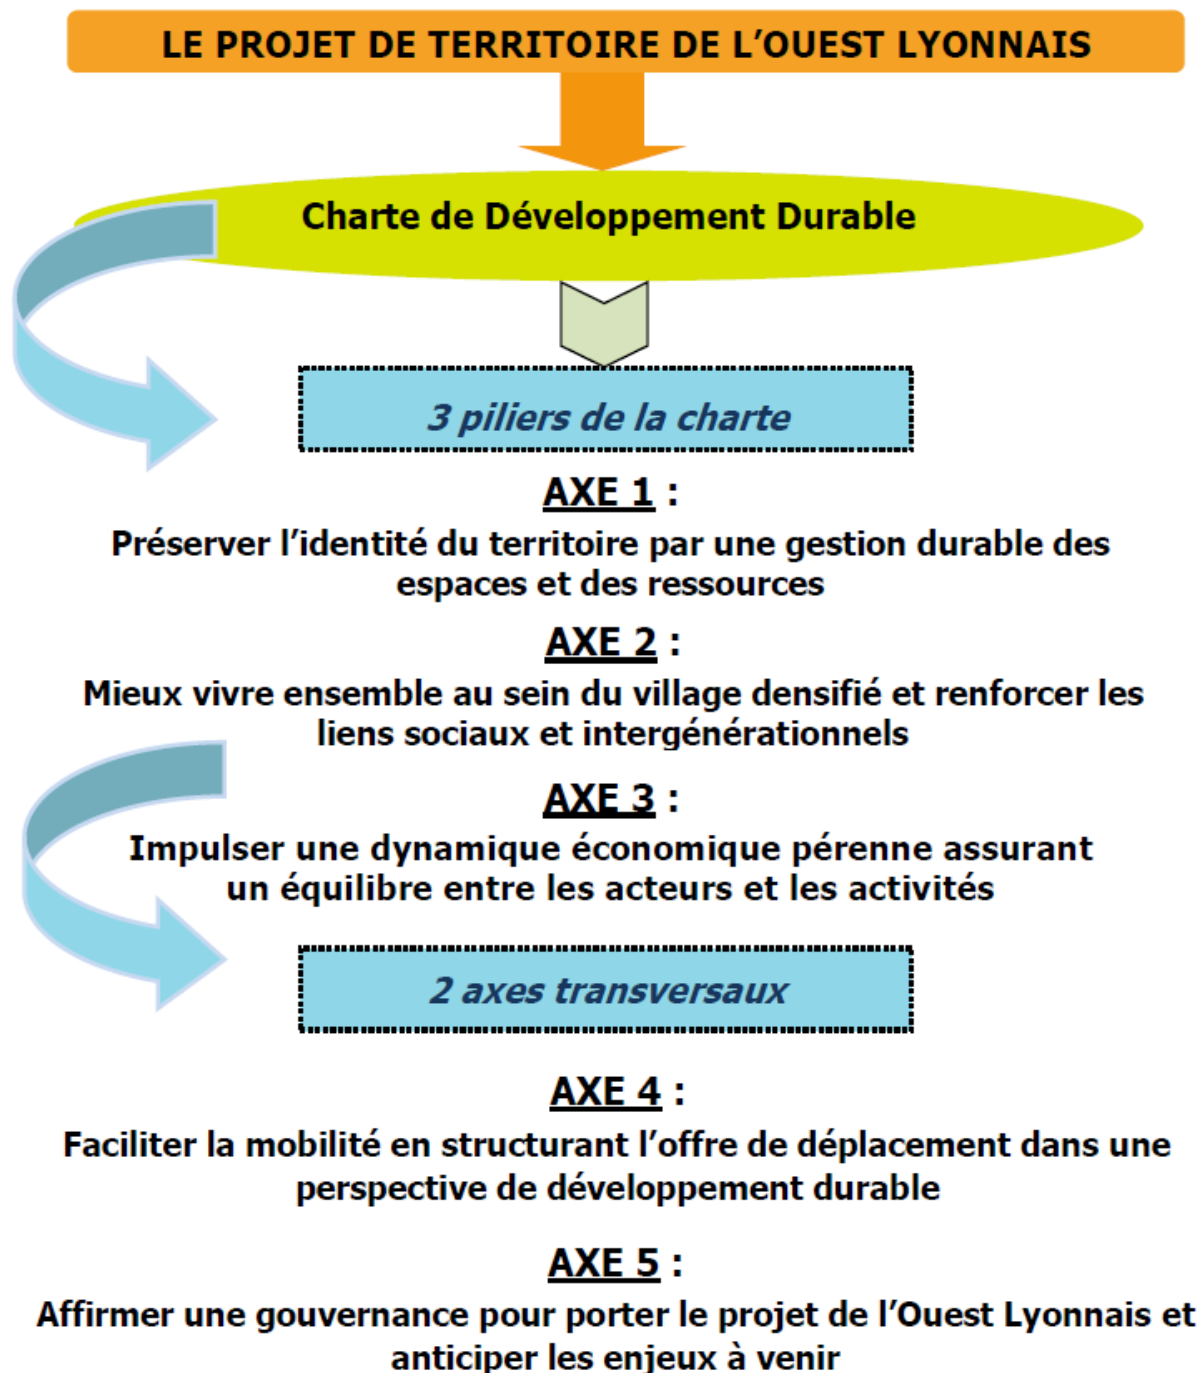 LE PROJET DE TERRITOIRE DE L’OUEST LYONNAIS
Charte de Développement Durable
3 piliers de la charte
AXE 1 :
Préserver l’identité du territoire par une gestion durable des
espaces et des ressources
AXE 2 :
Mieux vivre ensemble au sein du village densifié et renforcer les
liens sociaux et intergénérationnels
AXE 3 :
Impulser une dynamique économique pérenne assurant
un équilibre entre les acteurs et les activités
2 axes transversaux
AXE 4 :
Faciliter la mobilité en structurant l’offre de déplacement dans une
perspective de développement durable
AXE 5 :
Affirmer une gouvernance pour porter le projet de l’Ouest Lyonnais et
anticiper les enjeux à venir